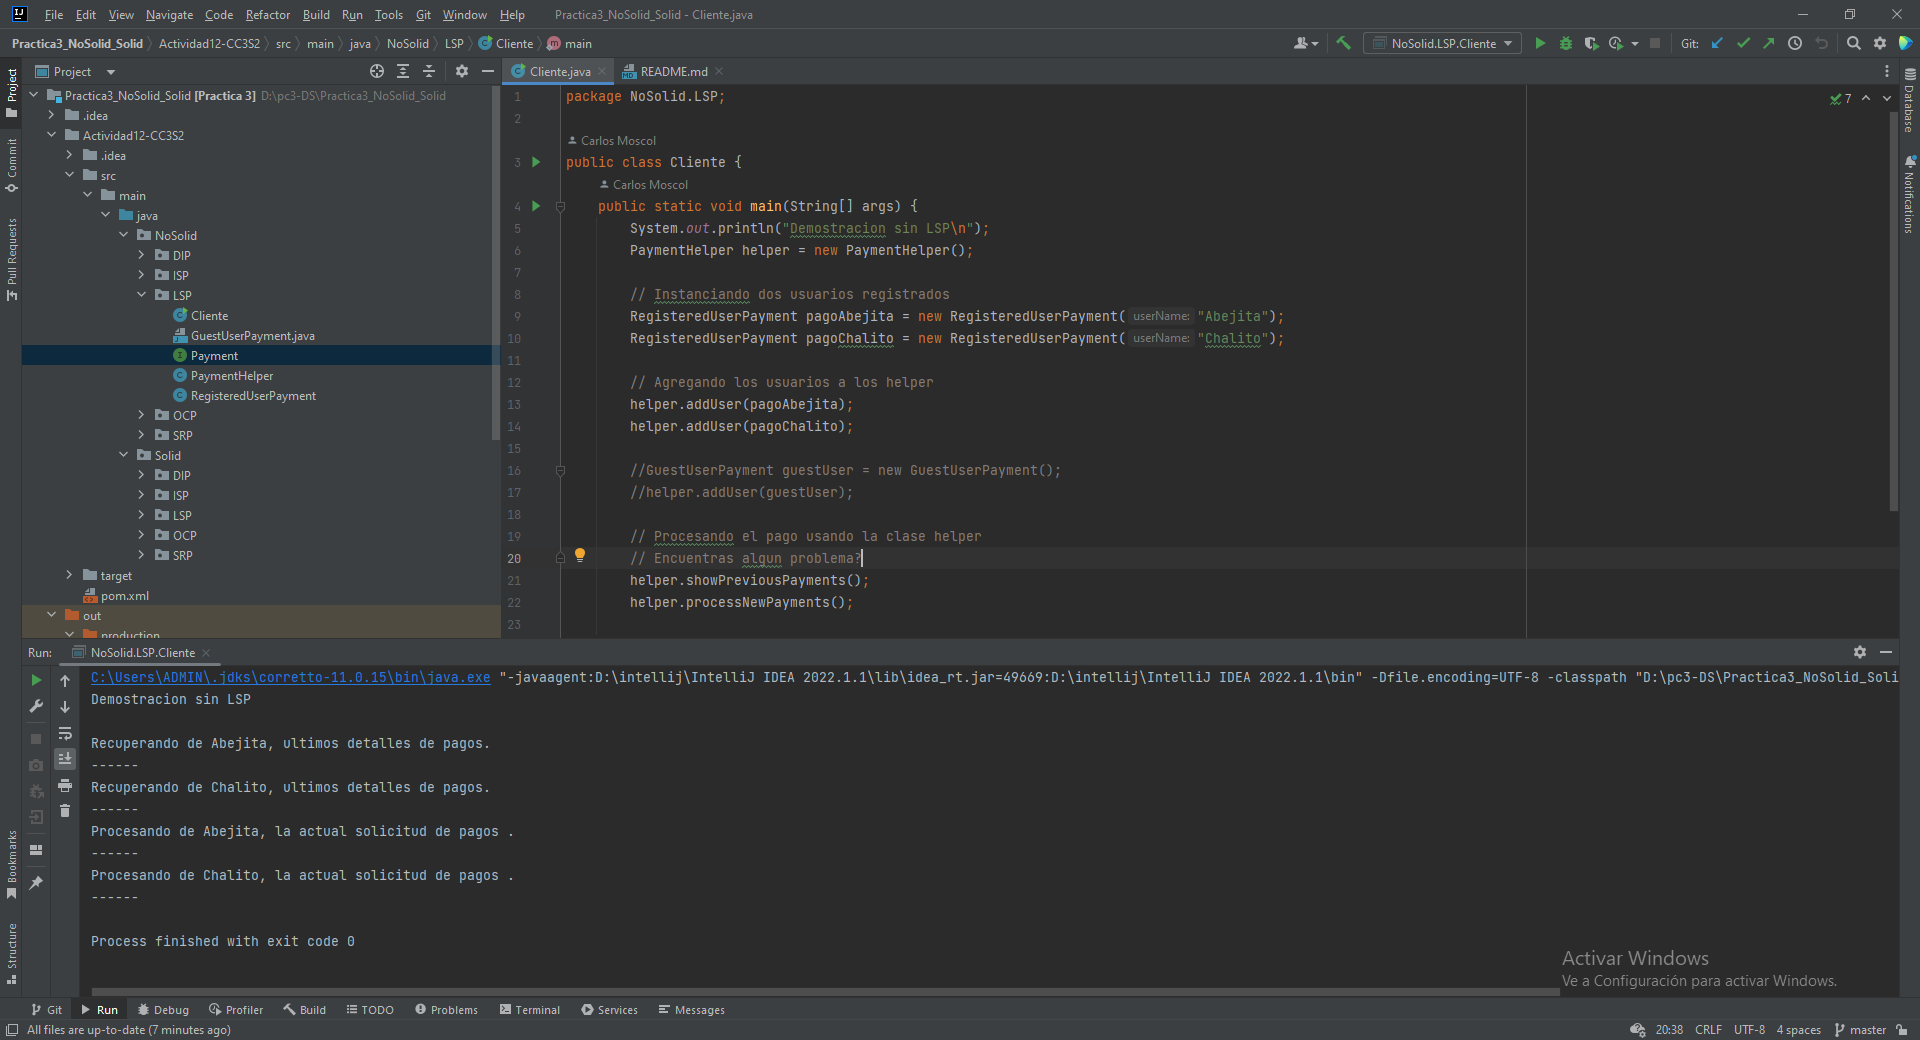 File Edit View Navigate Code Refactor Build Run Tools Git Window Help Practica3_NoSolid_Solid - Cliente.java
Practica3_NoSolid_Solid Actividad12-CC3S2 src main java NoSolid LSP Cliente main NoSolid.LSP.Cliente Git:
Project
Cliente.java README.md
Practica3_NoSolid_Solid [Practica 3] D:\pc3-DS\Practica3_NoSolid_Solid
.idea
Actividad12-CC3S2
.idea
src
main
java
NoSolid
DIP
ISP
LSP
Cliente
GuestUserPayment.java
Payment
PaymentHelper
RegisteredUserPayment
OCP
SRP
Solid
DIP
ISP
LSP
OCP
SRP
target
pom.xml
out
production
Project
Commit
Pull Requests
Bookmarks
Structure
1 package NoSolid.LSP;
2
Carlos Moscol
3 public class Cliente {
Carlos Moscol
4 public static void main(String[] args) {
5 System.out.println("Demostracion sin LSP\n");
6 PaymentHelper helper = new PaymentHelper();
7
8 // Instanciando dos usuarios registrados
9 RegisteredUserPayment pagoAbejita = new RegisteredUserPayment( userName: "Abejita");
10 RegisteredUserPayment pagoChalito = new RegisteredUserPayment( userName: "Chalito");
11
12 // Agregando los usuarios a los helper
13 helper.addUser(pagoAbejita);
14 helper.addUser(pagoChalito);
15
16 //GuestUserPayment guestUser = new GuestUserPayment();
17 //helper.addUser(guestUser);
18
19 // Procesando el pago usando la clase helper
20 // Encuentras algun problema?
21 helper.showPreviousPayments();
22 helper.processNewPayments();
23
7
Database
Notifications
Run: NoSolid.LSP.Cliente
C:\Users\ADMIN\.jdks\corretto-11.0.15\bin\java.exe "-javaagent:D:\intellij\IntelliJ IDEA 2022.1.1\lib\idea_rt.jar=49669:D:\intellij\IntelliJ IDEA 2022.1.1\bin" -Dfile.encoding=UTF-8 -classpath "D:\pc3-DS\Practica3_NoSolid_Soli
Demostracion sin LSP
Recuperando de Abejita, ultimos detalles de pagos.
------
Recuperando de Chalito, ultimos detalles de pagos.
------
Procesando de Abejita, la actual solicitud de pagos .
------
Procesando de Chalito, la actual solicitud de pagos .
------
Process finished with exit code 0
Activar Windows
Ve a Configuración para activar Windows.
Git Run Debug Profiler Build TODO Problems Terminal Services Messages
All files are up-to-date (7 minutes ago) 20:38 CRLF UTF-8 4 spaces master